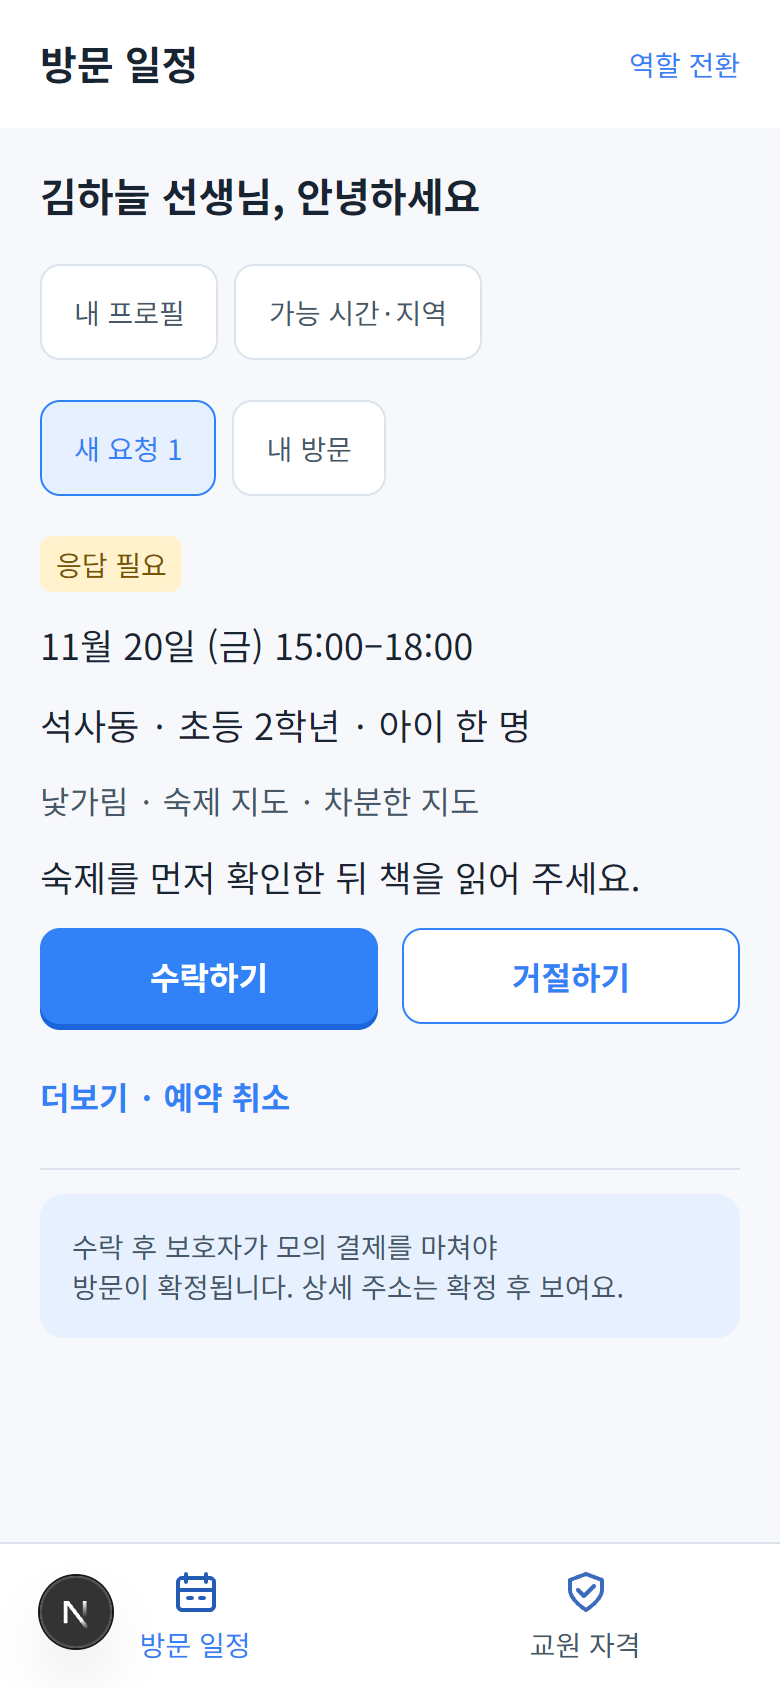 방문 일정
역할 전환
김하늘 선생님, 안녕하세요
내 프로필
가능 시간·지역
새 요청 1
내 방문
응답 필요
11월 20일 (금) 15:00–18:00
석사동 · 초등 2학년 · 아이 한 명
낯가림 · 숙제 지도 · 차분한 지도
숙제를 먼저 확인한 뒤 책을 읽어 주세요.
수락하기
거절하기
더보기 · 예약 취소
수락 후 보호자가 모의 결제를 마쳐야
방문이 확정됩니다. 상세 주소는 확정 후 보여요.
N
방문 일정
교원 자격